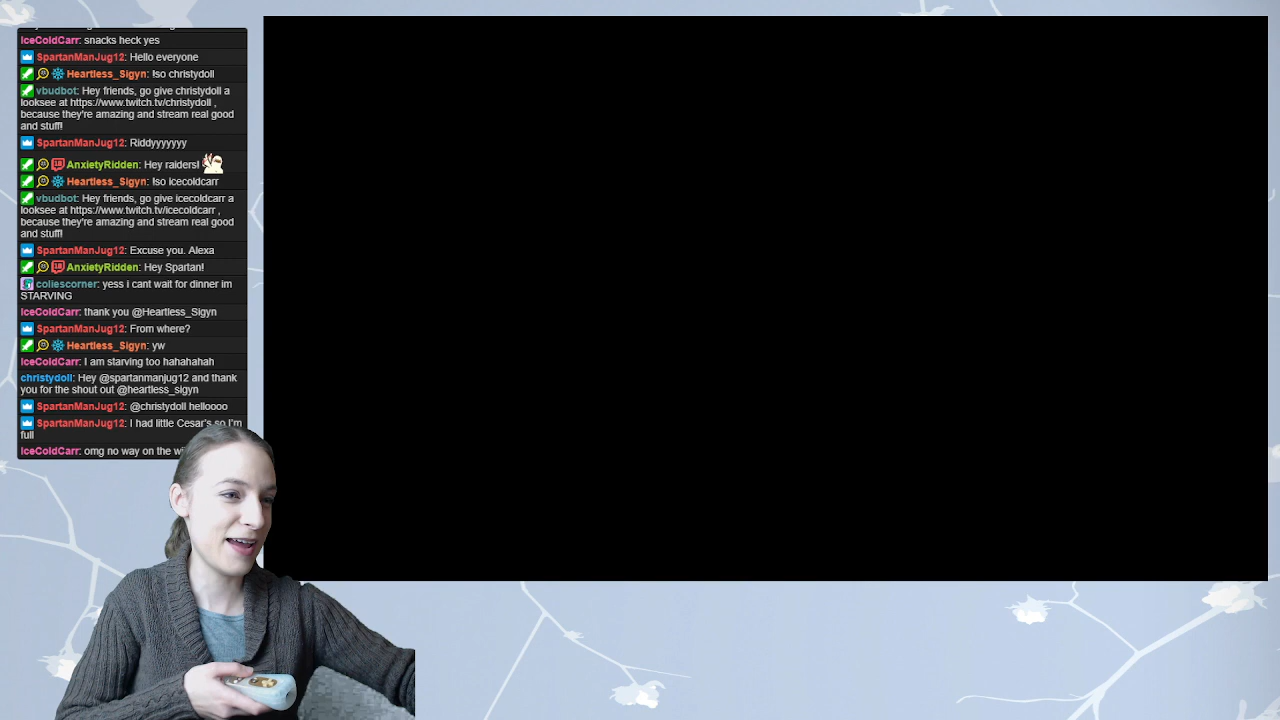 IceColdCarr: snacks heck yes
SpartanManJug12: Hello everyone
Heartless_Sigyn: !so christydoll
vbudbot: Hey friends, go give christydoll a
looksee at https://www.twitch.tv/christydoll ,
because they're amazing and stream real good
and stuff!
SpartanManJug12: Riddyyyyyy
AnxietyRidden: Hey raiders!
Heartless_Sigyn: !so icecoldcarr
vbudbot: Hey friends, go give icecoldcarr a
looksee at https://www.twitch.tv/icecoldcarr ,
because they're amazing and stream real good
and stuff!
SpartanManJug12: Excuse you. Alexa
AnxietyRidden: Hey Spartan!
coliescorner: yess i cant wait for dinner im
STARVING
IceColdCarr: thank you @Heartless_Sigyn
SpartanManJug12: From where?
Heartless_Sigyn: yw
IceColdCarr: I am starving too hahahahah
christydoll: Hey @spartanmanjug12 and thank
you for the shout out @heartless_sigyn
SpartanManJug12: @christydoll helloooo
SpartanManJug12: I had little Cesar's so I'm
full
IceColdCarr: omg no way on the